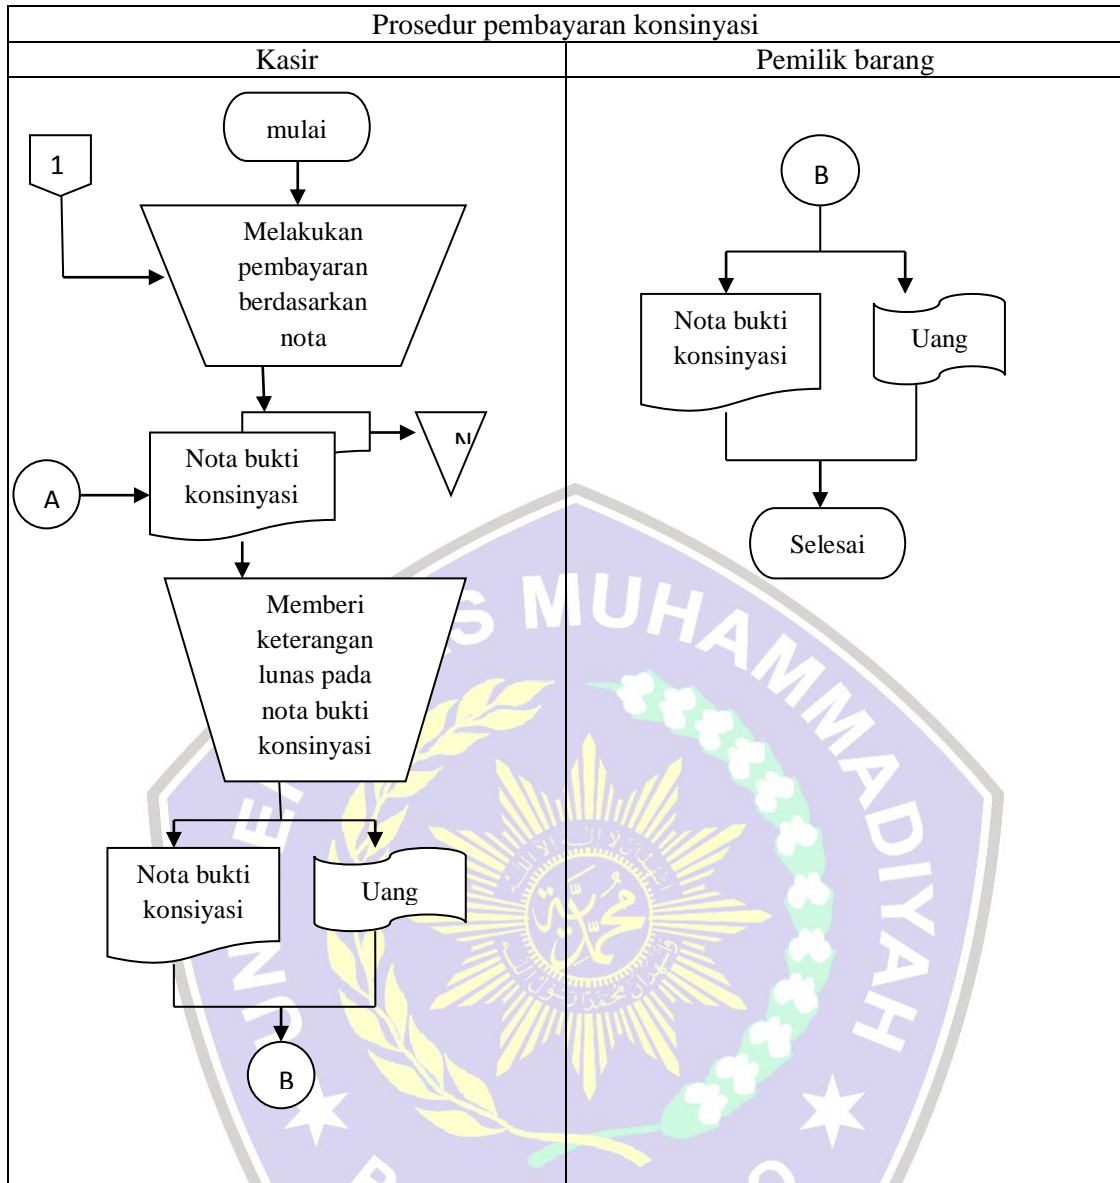 Prosedur pembayaran konsinyasi
Kasir
Pemilik barang
mulai
1
Melakukan
pembayaran
berdasarkan
nota
Nota bukti
konsinyasi
N
A
Memberi
keterangan
lunas pada
nota bukti
konsinyasi
Nota bukti
konsiyasi
Uang
B
B
Nota bukti
konsinyasi
Uang
Selesai
MUHAMMADIYAH